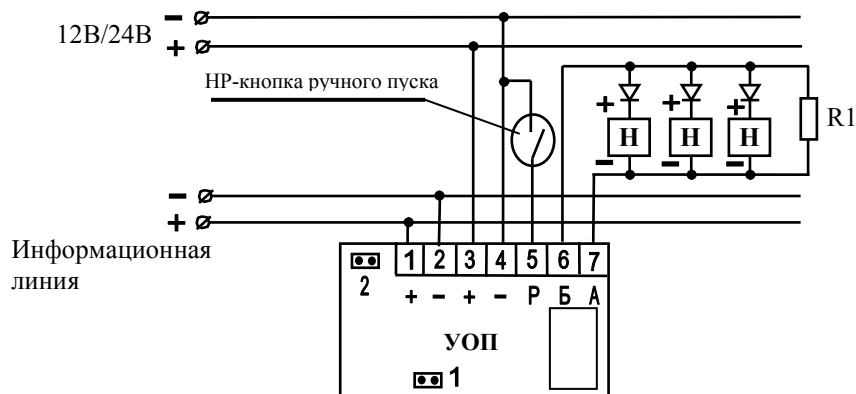 −
12В/24В
+
НР-кнопка ручного пуска
+ + +
Н Н Н
R1
− − −
−
+
Информационная
линия
1 2 3 4 5 6 7
2
+ − + − Р Б А
УОП
1